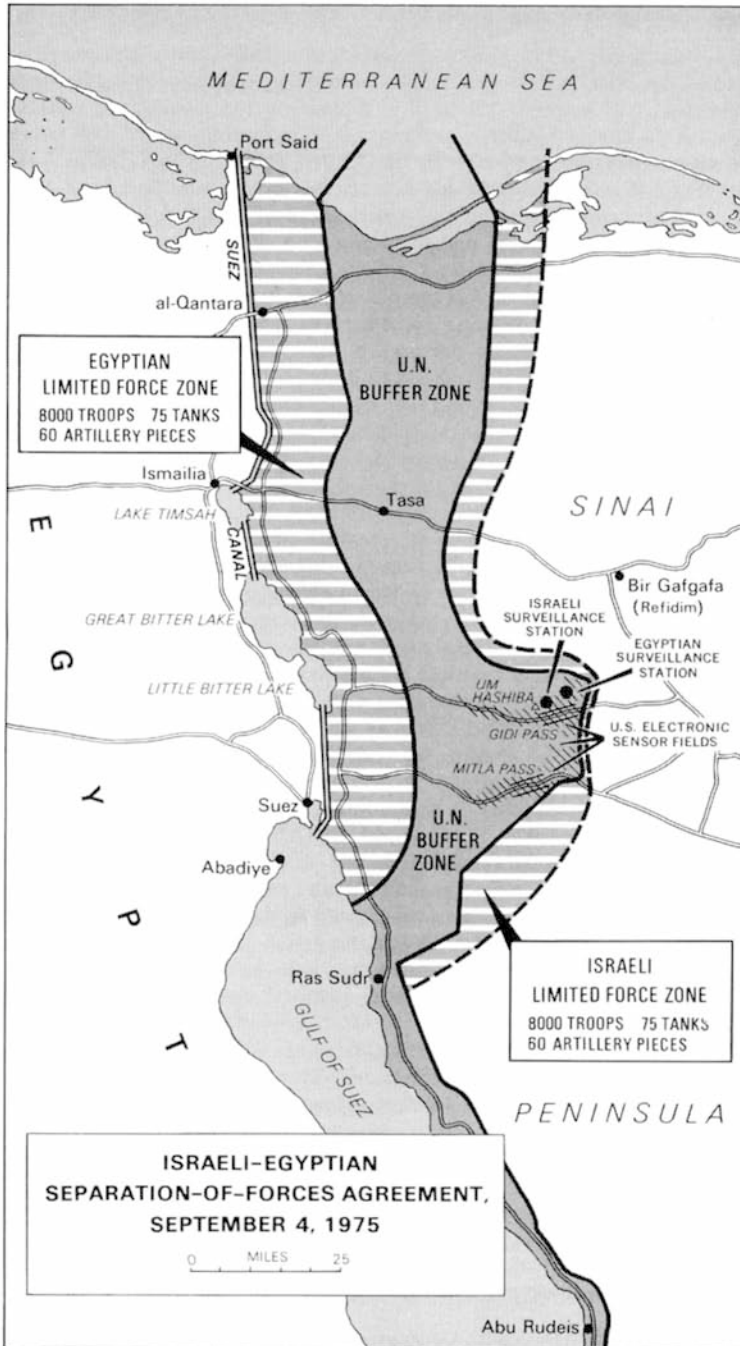 MEDITERRANEAN SEA
Port Said
SUEZ
al-Qantara
EGYPTIAN
LIMITED FORCE ZONE
8000 TROOPS 75 TANKS
60 ARTILLERY PIECES
U.N.
BUFFER ZONE
Ismailia
LAKE TIMSAH
Tasa
SINAI
CANAL
Bir Gafgafa
(Refidim)
ISRAELI
SURVEILLANCE
STATION
EGYPTIAN
SURVEILLANCE
STATION
GREAT BITTER LAKE
LITTLE BITTER LAKE
UM
HASHIBA
GIDI PASS
U.S. ELECTRONIC
SENSOR FIELDS
MITLA PASS
EGYPT
Suez
U.N.
BUFFER
ZONE
Abadiye
Ras Sudr
ISRAELI
LIMITED FORCE ZONE
8000 TROOPS 75 TANKS
60 ARTILLERY PIECES
GULF OF SUEZ
PENINSULA
ISRAELI-EGYPTIAN
SEPARATION-OF-FORCES AGREEMENT,
SEPTEMBER 4, 1975
0 MILES 25
Abu Rudeis